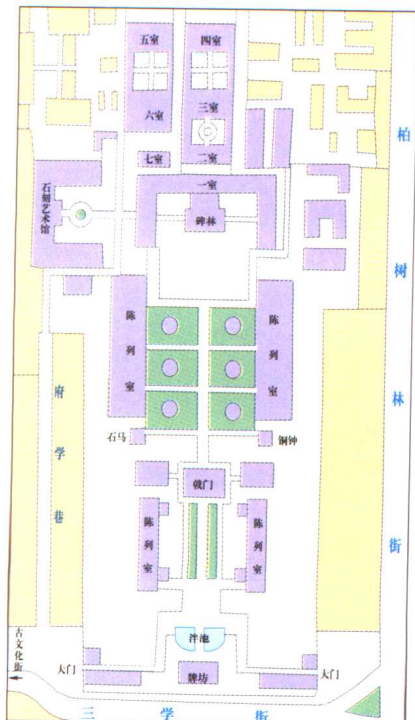 五室
四室
六室
三室
七室
二室
一室
碑林
石刻艺术馆
柏树林街
陈列室
陈列室
府学巷
石马
铜钟
戟门
陈列室
陈列室
古文化街
泮池
大门
牌坊
大门
三学街